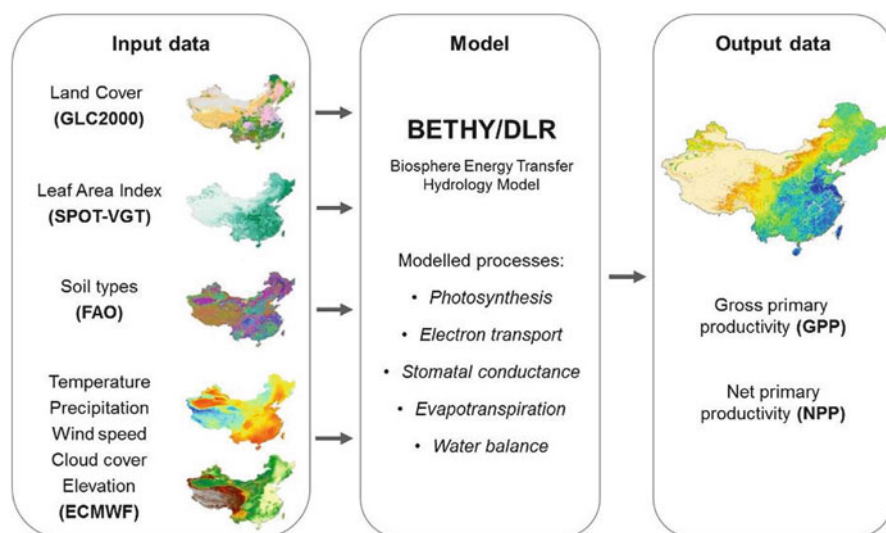 Input data
Land Cover
(GLC2000)
Leaf Area Index
(SPOT-VGT)
Soil types
(FAO)
Temperature
Precipitation
Wind speed
Cloud cover
Elevation
(ECMWF)
Model
BETHY/DLR
Biosphere Energy Transfer
Hydrology Model
Modelled processes:
• Photosynthesis
• Electron transport
• Stomatal conductance
• Evapotranspiration
• Water balance
Output data
Gross primary
productivity (GPP)
Net primary
productivity (NPP)